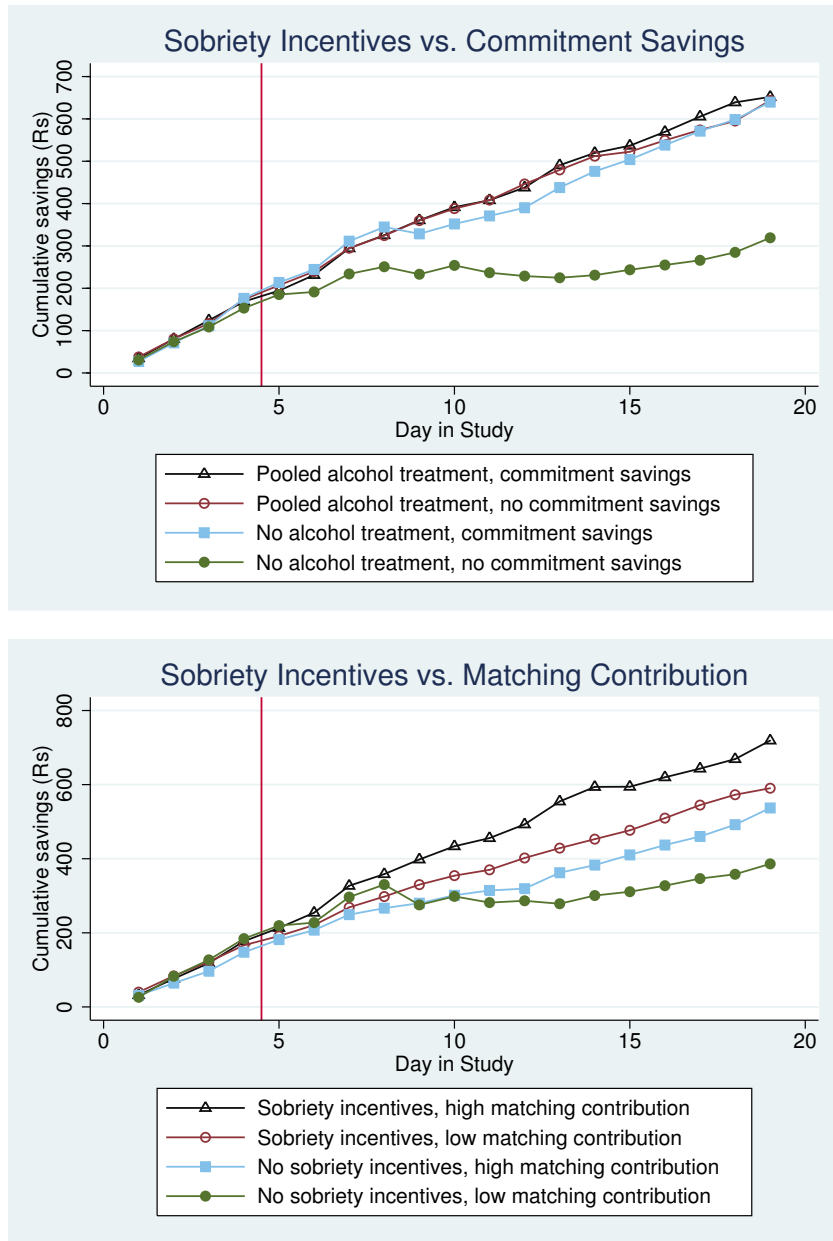 Sobriety Incentives vs. Commitment Savings
Cumulative savings (Rs)
700
600
500
400
300
200
100
0
0 5 10 15 20
Day in Study
Pooled alcohol treatment, commitment savings
Pooled alcohol treatment, no commitment savings
No alcohol treatment, commitment savings
No alcohol treatment, no commitment savings
Sobriety Incentives vs. Matching Contribution
Cumulative savings (Rs)
800
600
400
200
0
0 5 10 15 20
Day in Study
Sobriety incentives, high matching contribution
Sobriety incentives, low matching contribution
No sobriety incentives, high matching contribution
No sobriety incentives, low matching contribution